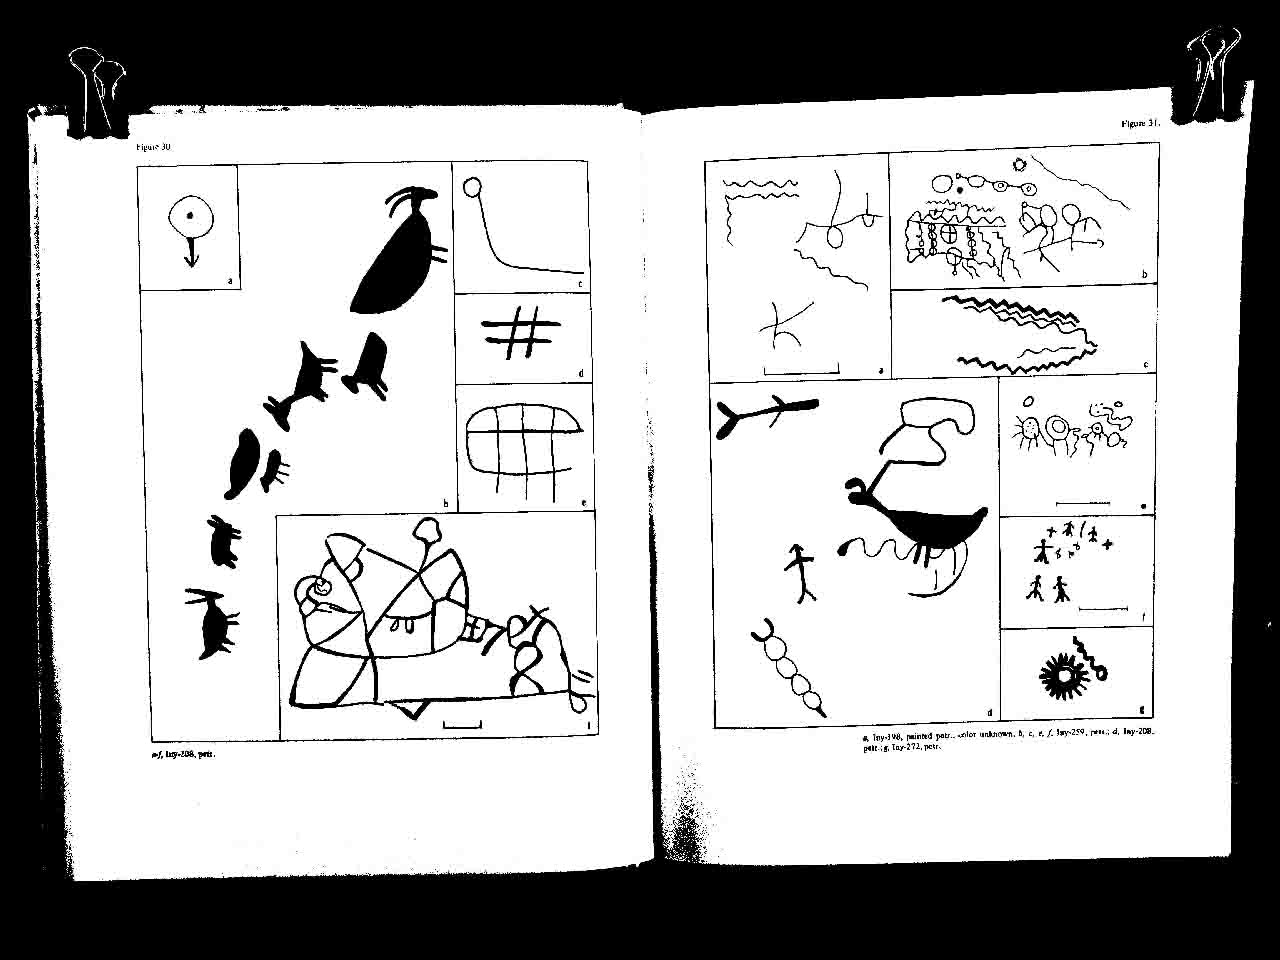 Figure 30
a
c
d
e
b
f
a-f, Iny-208, petr.
Figure 31.
a
b
c
d
e
f
g
a, Iny-398, painted petr., color unknown, b, c, e, f, Iny-259, petr.; d, Iny-208,
petr.; g, Iny-272, petr.